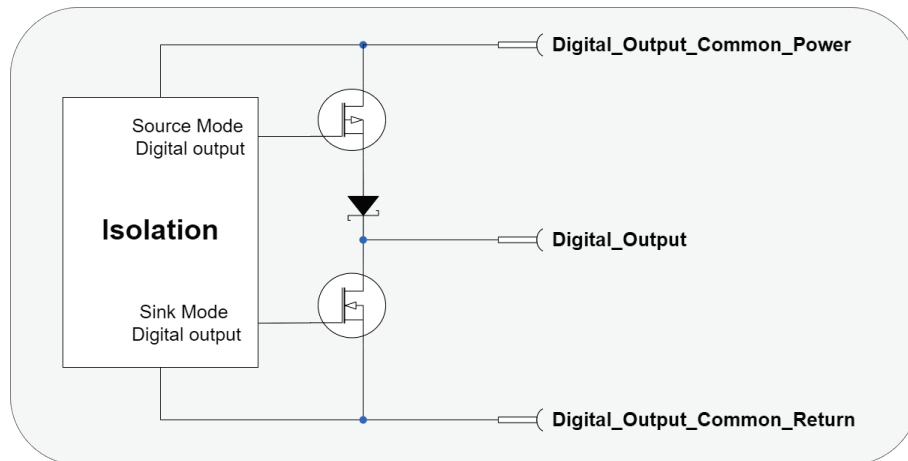 Digital_Output_Common_Power
Source Mode
Digital output
Isolation
Digital_Output
Sink Mode
Digital output
Digital_Output_Common_Return